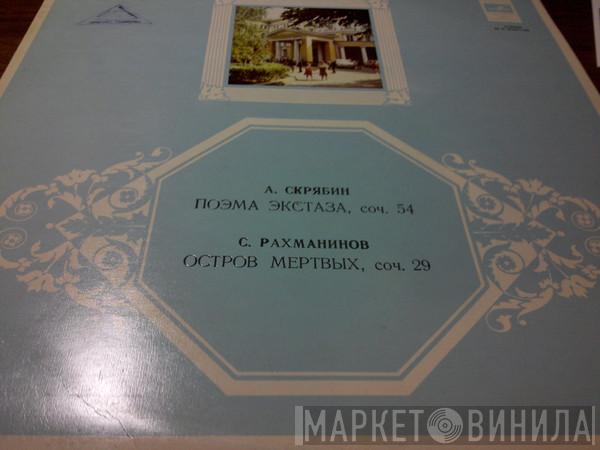 А. СКРЯБИН
ПОЭМА ЭКСТАЗА, соч. 54
С. РАХМАНИНОВ
ОСТРОВ МЕРТВЫХ, соч. 29
МАРКЕТ ВИНИЛА